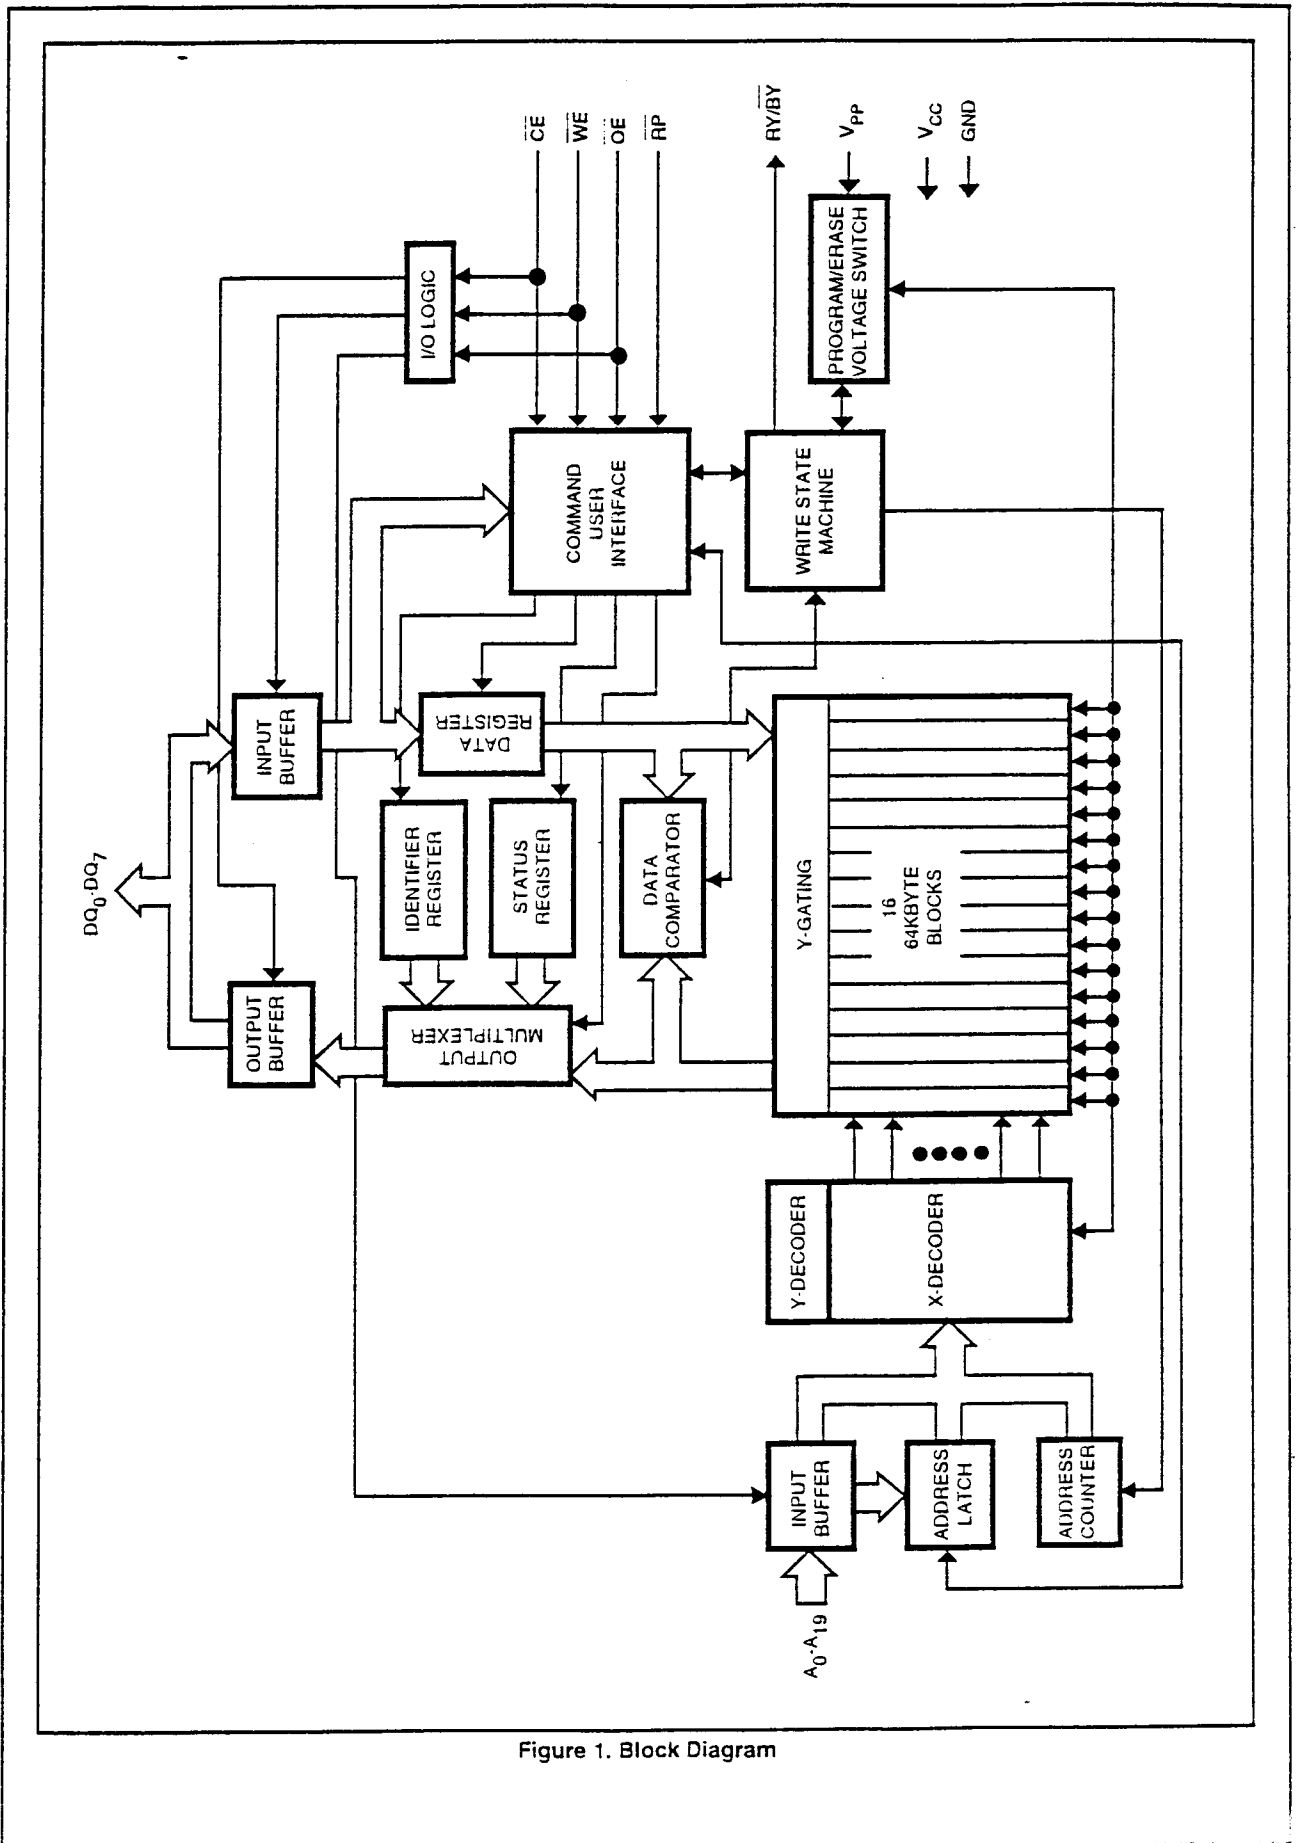 DQ0-DQ7
OUTPUT
BUFFER
INPUT
BUFFER
I/O LOGIC
IDENTIFIER
REGISTER
STATUS
REGISTER
DATA
REGISTER
OUTPUT
MULTIPLEXER
DATA
COMPARATOR
COMMAND
USER
INTERFACE
CE
WE
OE
RP
RY/BY
WRITE STATE
MACHINE
PROGRAM/ERASE
VOLTAGE SWITCH
VPP
VCC
GND
A0-A19
INPUT
BUFFER
ADDRESS
LATCH
ADDRESS
COUNTER
Y-DECODER
X-DECODER
Y-GATING
16
64KBYTE
BLOCKS
Figure 1. Block Diagram